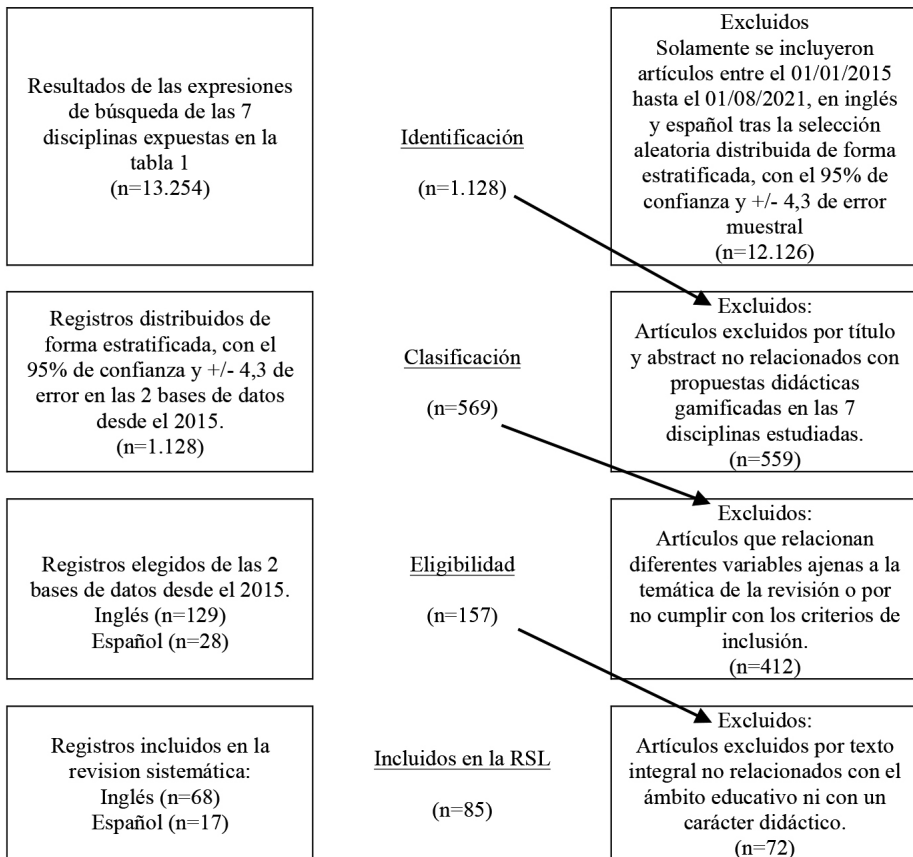 Resultados de las expresiones
de búsqueda de las 7
disciplinas expuestas en la
tabla 1
(n=13.254)
Identificación
(n=1.128)
Excluidos
Solamente se incluyeron
artículos entre el 01/01/2015
hasta el 01/08/2021, en inglés
y español tras la selección
aleatoria distribuida de forma
estratificada, con el 95% de
confianza y +/- 4,3 de error
muestral
(n=12.126)
Registros distribuidos de
forma estratificada, con el
95% de confianza y +/- 4,3 de
error en las 2 bases de datos
desde el 2015.
(n=1.128)
Clasificación
(n=569)
Excluidos:
Artículos excluidos por título
y abstract no relacionados con
propuestas didácticas
gamificadas en las 7
disciplinas estudiadas.
(n=559)
Registros elegidos de las 2
bases de datos desde el 2015.
Inglés (n=129)
Español (n=28)
Eligibilidad
(n=157)
Excluidos:
Artículos que relacionan
diferentes variables ajenas a la
temática de la revisión o por
no cumplir con los criterios de
inclusión.
(n=412)
Registros incluidos en la
revision sistemática:
Inglés (n=68)
Español (n=17)
Incluidos en la RSL
(n=85)
Excluidos:
Artículos excluidos por texto
integral no relacionados con el
ámbito educativo ni con un
carácter didáctico.
(n=72)